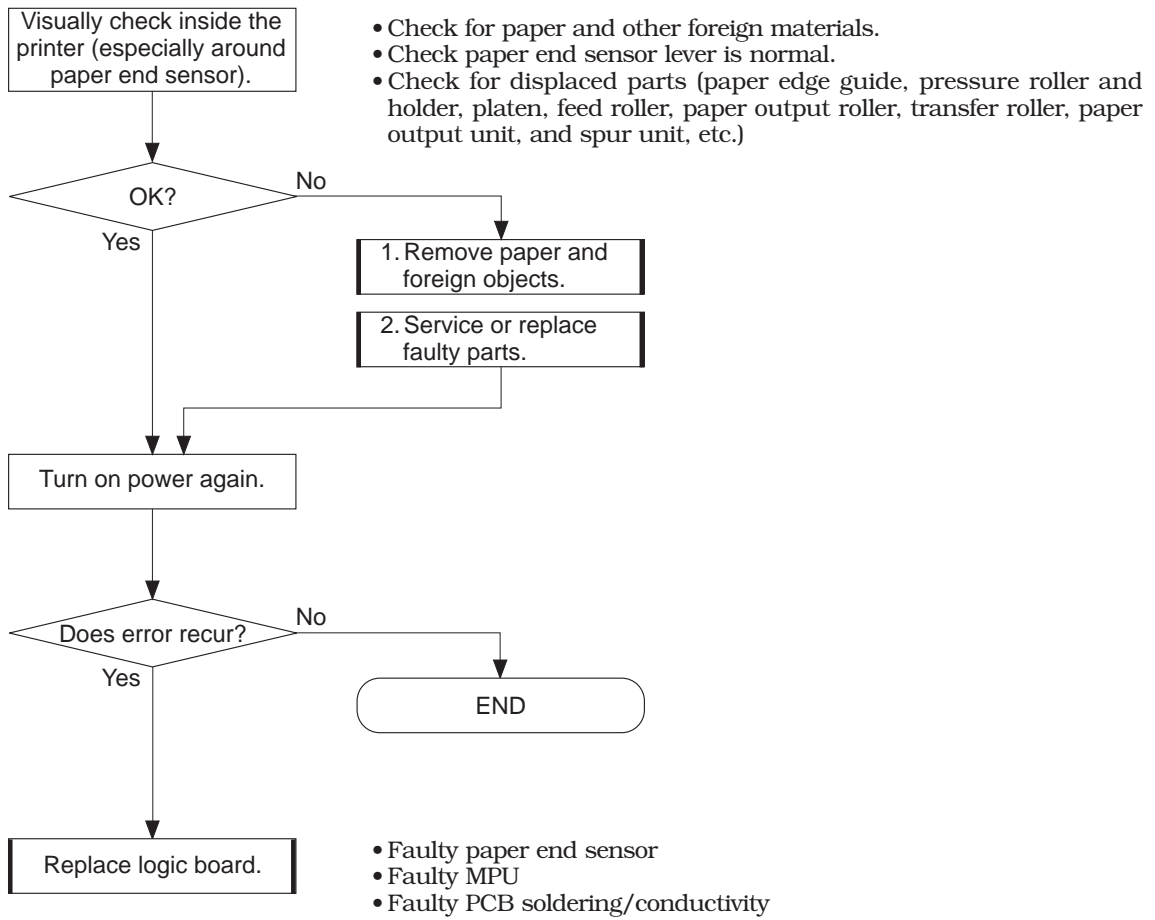 Visually check inside the
printer (especially around
paper end sensor).
• Check for paper and other foreign materials.
• Check paper end sensor lever is normal.
• Check for displaced parts (paper edge guide, pressure roller and
holder, platen, feed roller, paper output roller, transfer roller, paper
output unit, and spur unit, etc.)
OK?
No
Yes
1. Remove paper and
foreign objects.
2. Service or replace
faulty parts.
Turn on power again.
Does error recur?
No
Yes
END
Replace logic board.
• Faulty paper end sensor
• Faulty MPU
• Faulty PCB soldering/conductivity